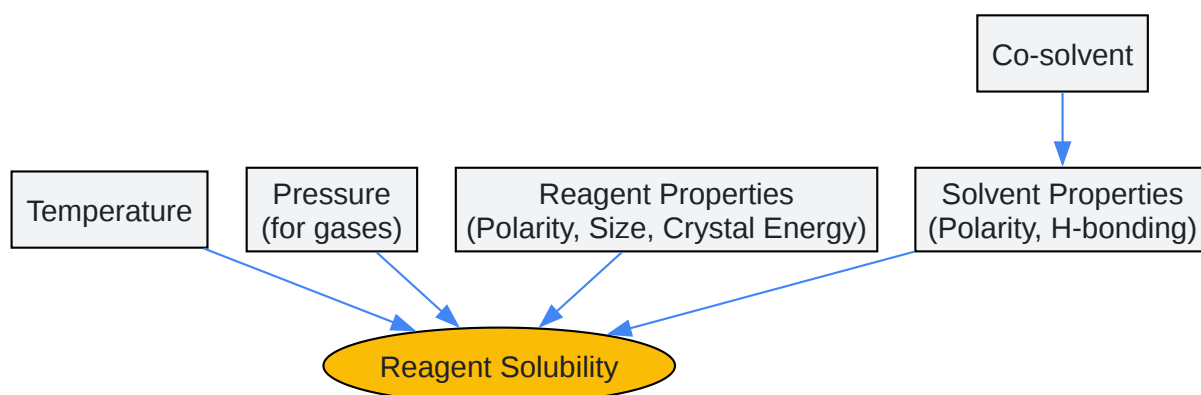 Co-solvent
Temperature
Pressure
(for gases)
Reagent Properties
(Polarity, Size, Crystal Energy)
Solvent Properties
(Polarity, H-bonding)
Reagent Solubility